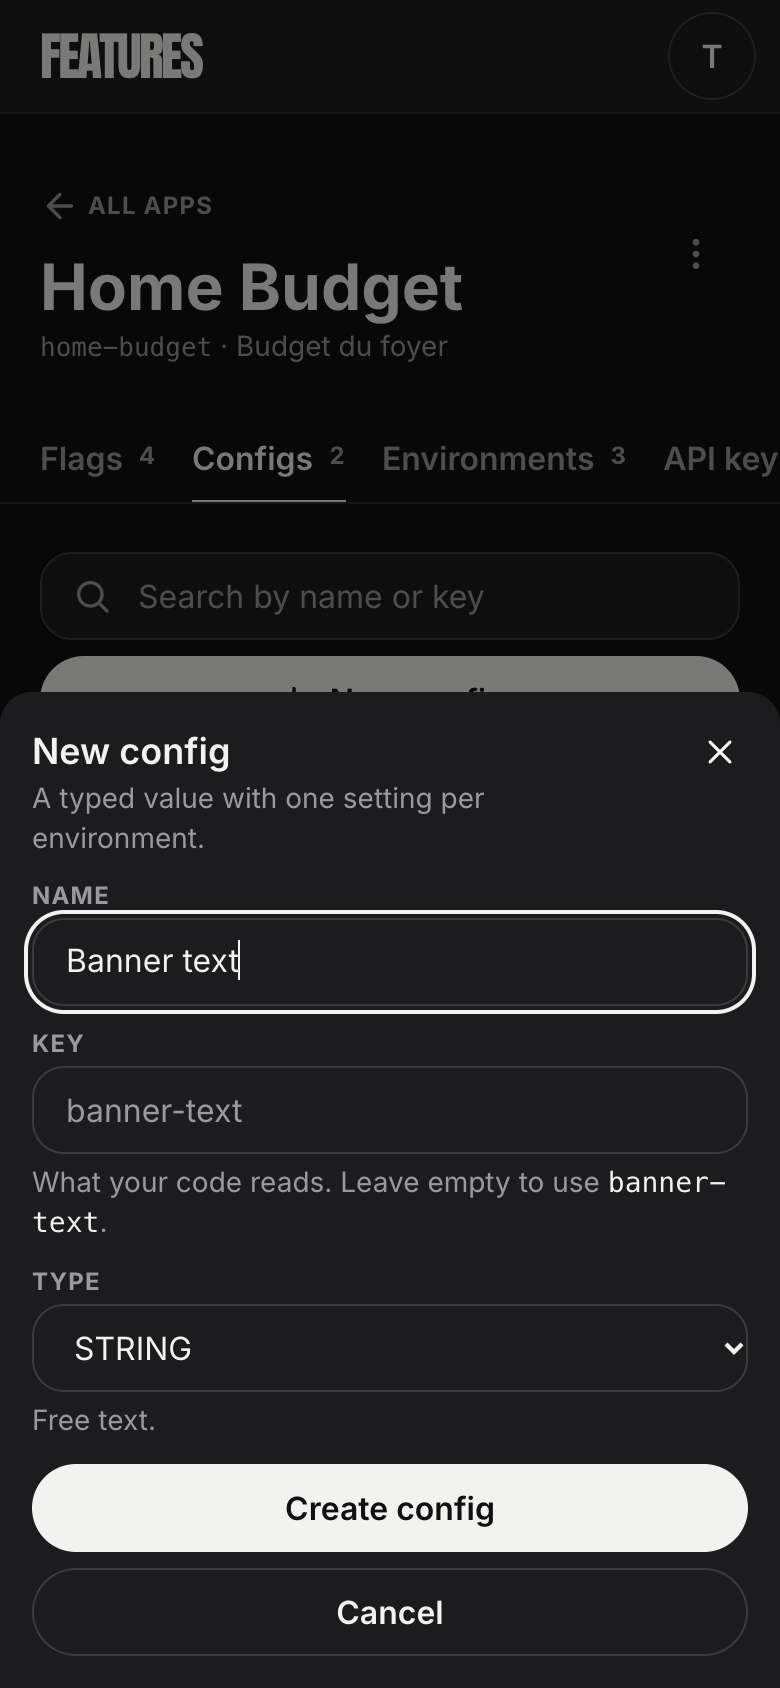 FEATURES
T
ALL APPS
Home Budget
home-budget · Budget du foyer
Flags 4 Configs 2 Environments 3 API key
Search by name or key
New config
A typed value with one setting per
environment.
NAME
Banner text
KEY
banner-text
What your code reads. Leave empty to use banner-
text.
TYPE
STRING
Free text.
Create config
Cancel